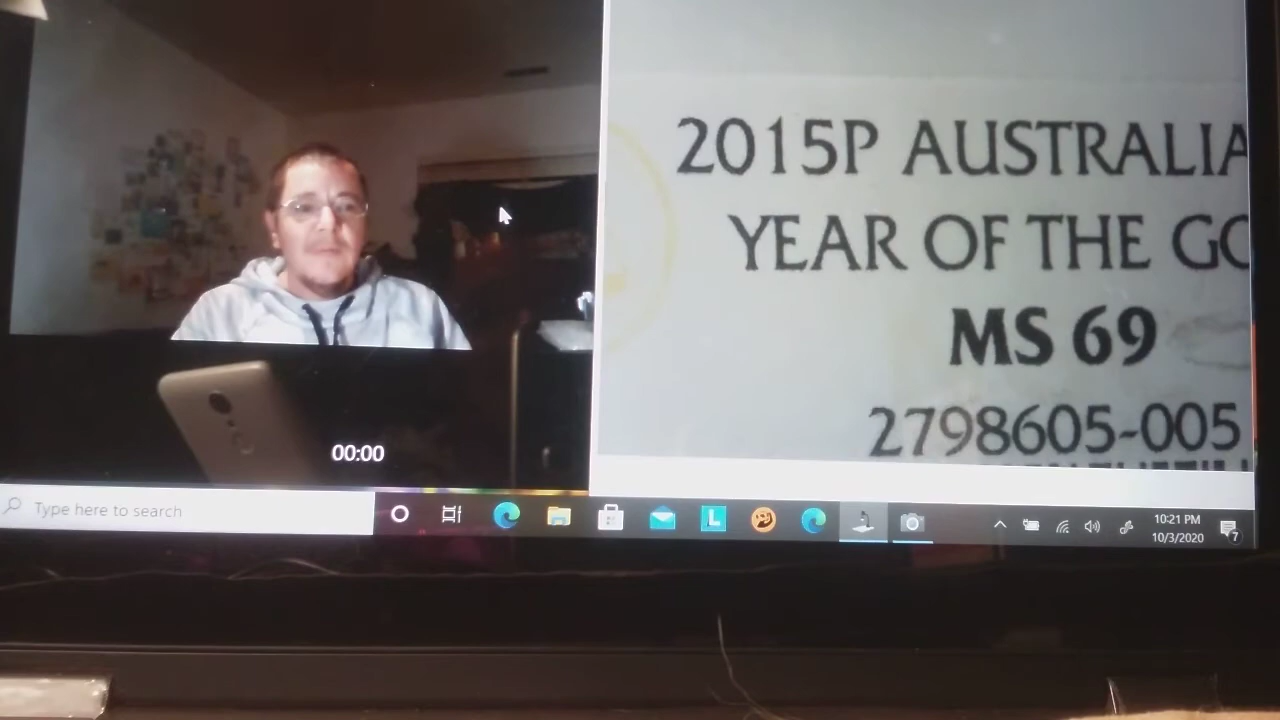 2015P AUSTRALIA
YEAR OF THE GO
MS 69
2798605-005
00:00
Type here to search
L
10:21 PM
10/3/2020
7